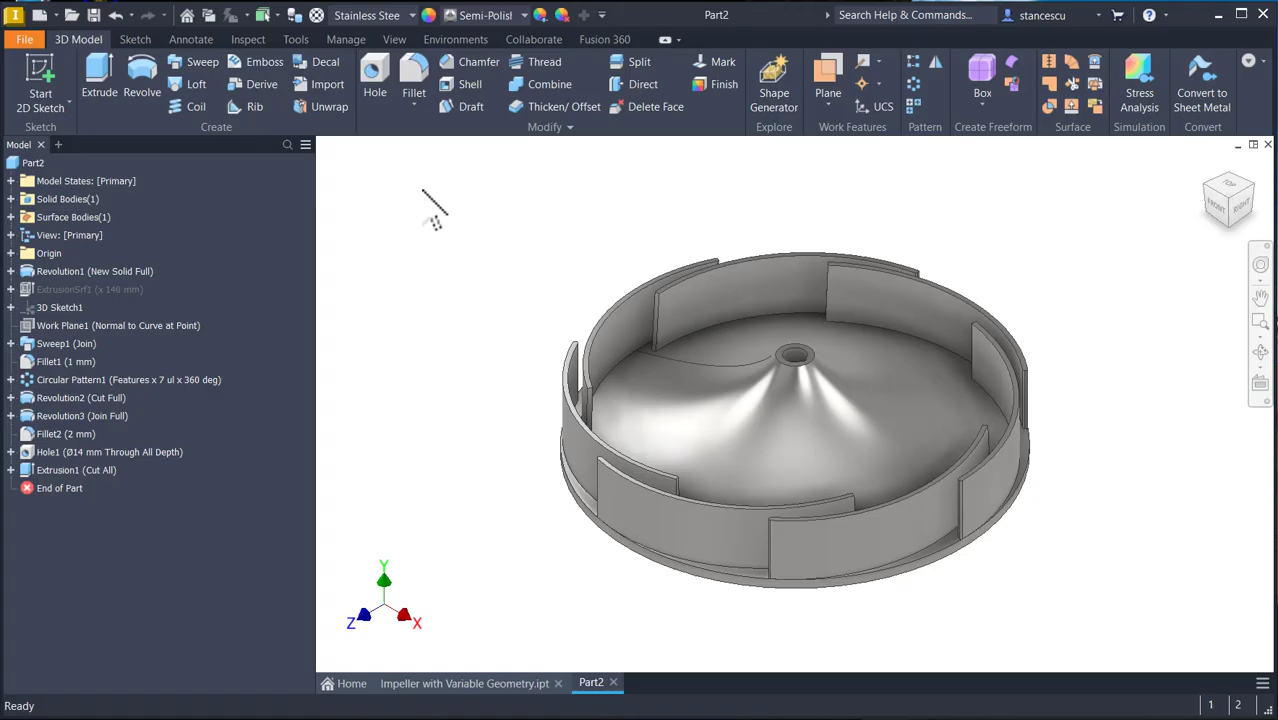 Stainless Stee
Semi-Polist
Part2
Search Help & Commands...
stancescu
File
3D Model
Sketch
Annotate
Inspect
Tools
Manage
View
Environments
Collaborate
Fusion 360
Start
2D Sketch
Extrude
Revolve
Sweep
Emboss
Decal
Loft
Derive
Import
Coil
Rib
Unwrap
Hole
Fillet
Chamfer
Thread
Split
Shell
Combine
Direct
Draft
Thicken/ Offset
Delete Face
Mark
Finish
Shape
Generator
Plane
UCS
Box
Stress
Analysis
Convert to
Sheet Metal
Sketch
Create
Modify
Explore
Work Features
Pattern
Create Freeform
Surface
Simulation
Convert
Model
Part2
Model States: [Primary]
Solid Bodies(1)
Surface Bodies(1)
View: [Primary]
Origin
Revolution1 (New Solid Full)
ExtrusionSrf1 (x 140 mm)
3D Sketch1
Work Plane1 (Normal to Curve at Point)
Sweep1 (Join)
Fillet1 (1 mm)
Circular Pattern1 (Features x 7 ul x 360 deg)
Revolution2 (Cut Full)
Revolution3 (Join Full)
Fillet2 (2 mm)
Hole1 (Ø14 mm Through All Depth)
Extrusion1 (Cut All)
End of Part
TOP
FRONT
RIGHT
Y
Z
X
Home
Impeller with Variable Geometry.ipt
Part2
Ready
1
2